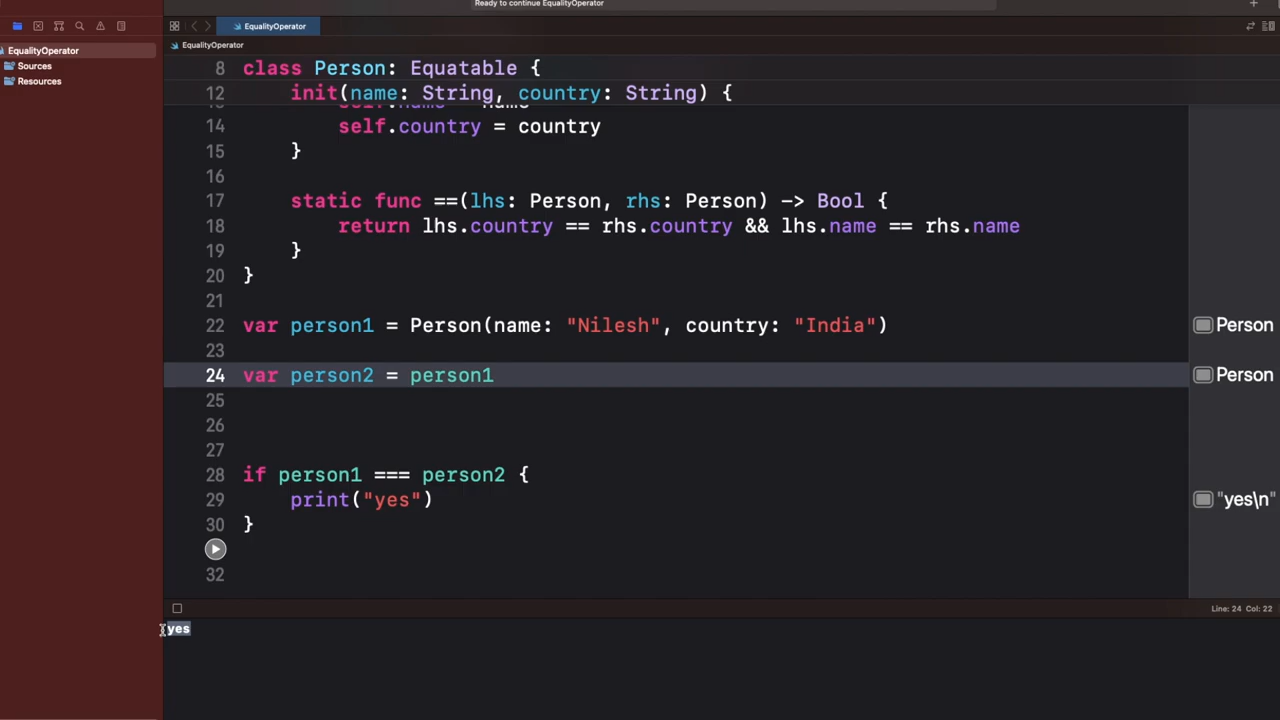 Ready to continue EqualityOperator
EqualityOperator
EqualityOperator
EqualityOperator
Sources
Resources
8 class Person: Equatable {
12 init(name: String, country: String) {
14 self.country = country
15 }
16
17 static func ==(lhs: Person, rhs: Person) -> Bool {
18 return lhs.country == rhs.country && lhs.name == rhs.name
19 }
20 }
21
22 var person1 = Person(name: "Nilesh", country: "India") Person
23
24 var person2 = person1 Person
25
26
27
28 if person1 === person2 {
29 print("yes") "yes\n"
30 }
32
Line: 24 Col: 22
yes